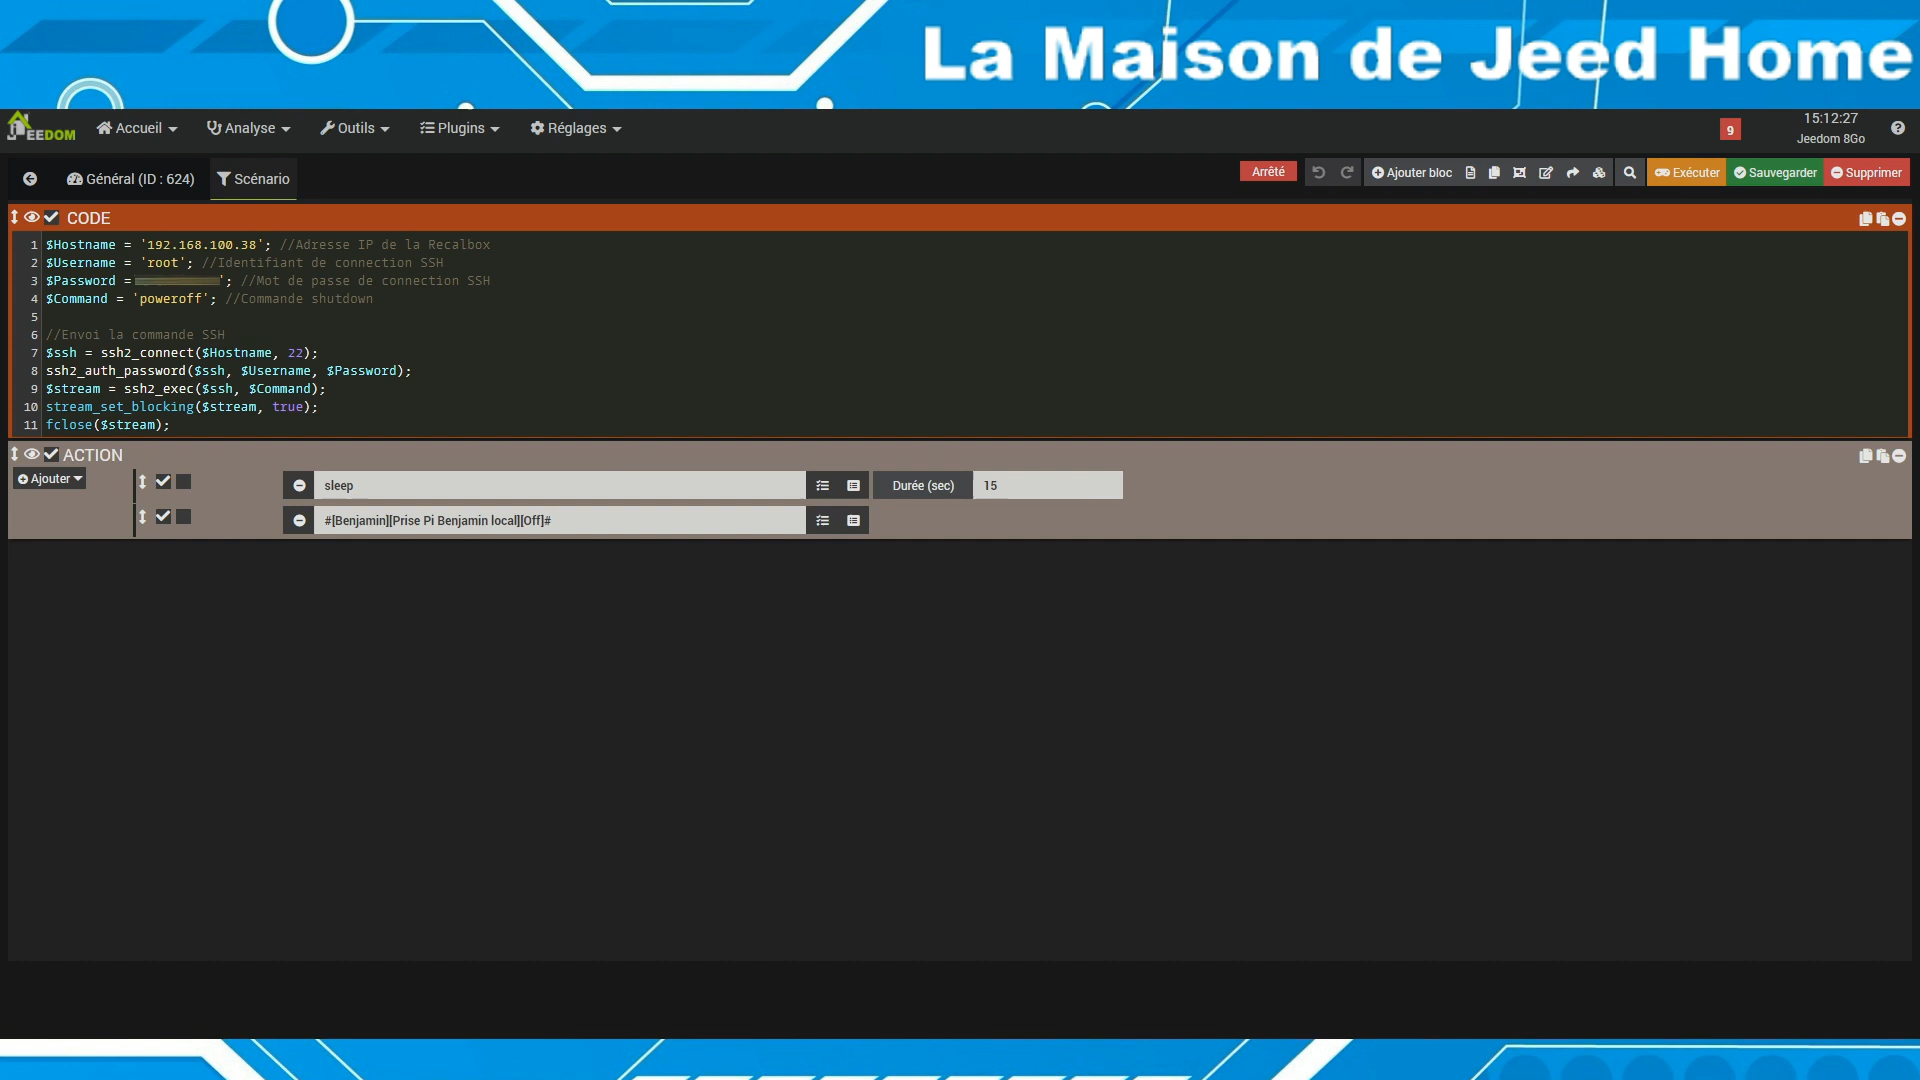 La Maison de Jeed Home
JEEDOM
Accueil
Analyse
Outils
Plugins
Réglages
9
15:12:27
Jeedom 8Go
Général (ID : 624)
Scénario
Arrêté
Ajouter bloc
Exécuter
Sauvegarder
Supprimer
CODE
1 $Hostname = '192.168.100.38'; //Adresse IP de la Recalbox
2 $Username = 'root'; //Identifiant de connection SSH
3 $Password = '; //Mot de passe de connection SSH
4 $Command = 'poweroff'; //Commande shutdown
5
6 //Envoi la commande SSH
7 $ssh = ssh2_connect($Hostname, 22);
8 ssh2_auth_password($ssh, $Username, $Password);
9 $stream = ssh2_exec($ssh, $Command);
10 stream_set_blocking($stream, true);
11 fclose($stream);
ACTION
Ajouter
sleep
Durée (sec)
15
#[Benjamin][Prise Pi Benjamin local][Off]#